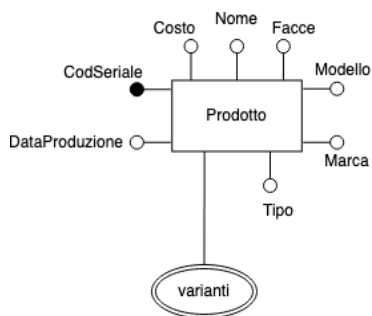 Nome
Costo
Facce
CodSeriale
Modello
Prodotto
DataProduzione
Marca
Tipo
varianti